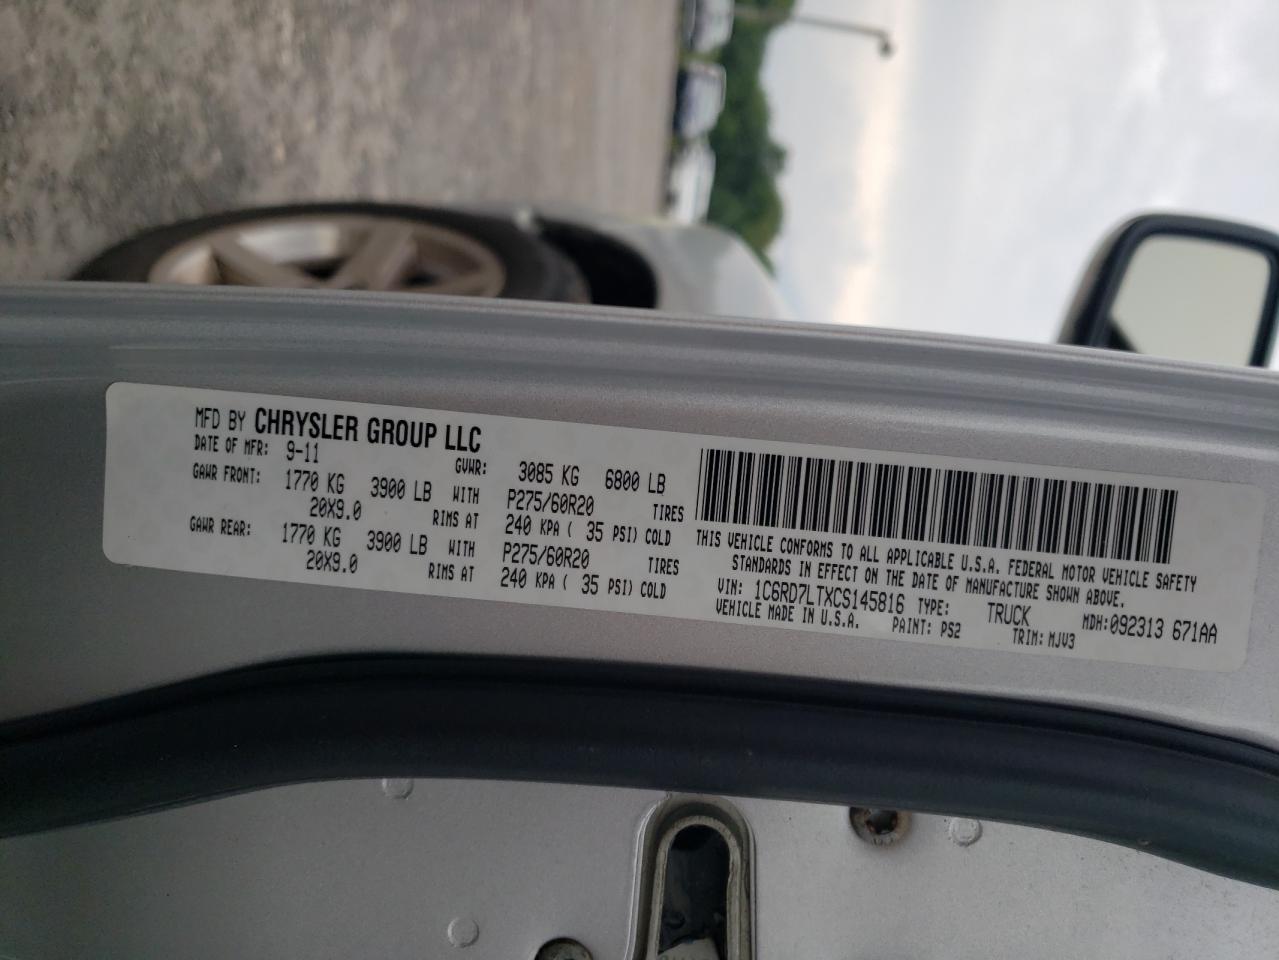 MFD BY CHRYSLER GROUP LLC
DATE OF MFR: 9-11 GVWR: 3085 KG 6800 LB
GAWR FRONT: 1770 KG 3900 LB WITH P275/60R20 TIRES
20X9.0 RIMS AT 240 KPA ( 35 PSI) COLD
GAWR REAR: 1770 KG 3900 LB WITH P275/60R20 TIRES
20X9.0 RIMS AT 240 KPA ( 35 PSI) COLD
THIS VEHICLE CONFORMS TO ALL APPLICABLE U.S.A. FEDERAL MOTOR VEHICLE SAFETY
STANDARDS IN EFFECT ON THE DATE OF MANUFACTURE SHOWN ABOVE.
VIN: 1C6RD7LTXCS145816 TYPE: TRUCK MDH:092313 671AA
VEHICLE MADE IN U.S.A. PAINT: PS2 TRIM: MJV3